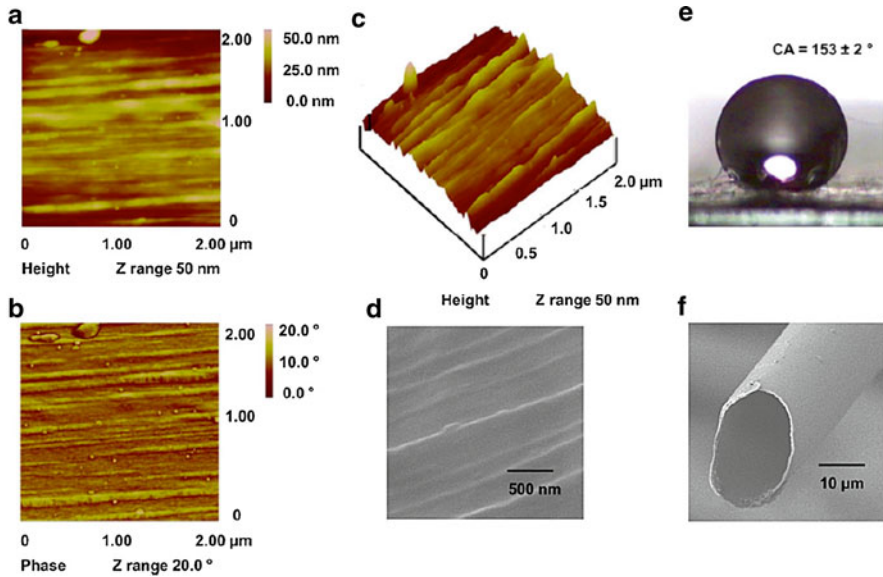 a
2.00
50.0 nm
25.0 nm
0.0 nm
1.00
0
0 1.00 2.00 µm
Height Z range 50 nm
b
2.00
20.0 º
10.0 º
0.0 º
1.00
0
0 1.00 2.00 µm
Phase Z range 20.0 º
c
2.0 µm
1.5
1.0
0.5
0
Height Z range 50 nm
d
500 nm
e
CA = 153 ± 2 º
f
10 µm